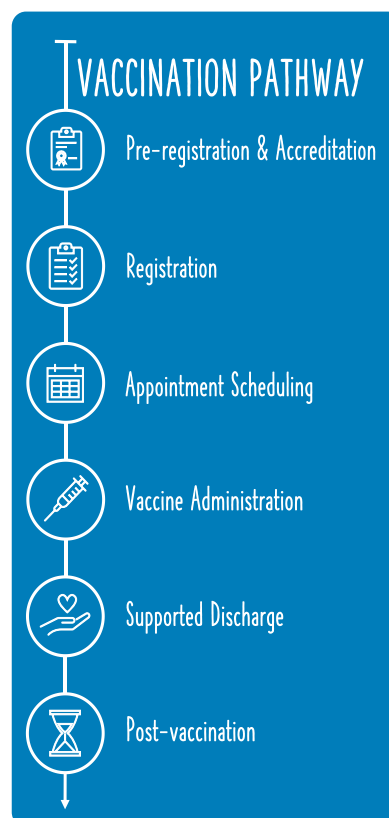 VACCINATION PATHWAY
Pre-registration & Accreditation
Registration
Appointment Scheduling
Vaccine Administration
Supported Discharge
Post-vaccination